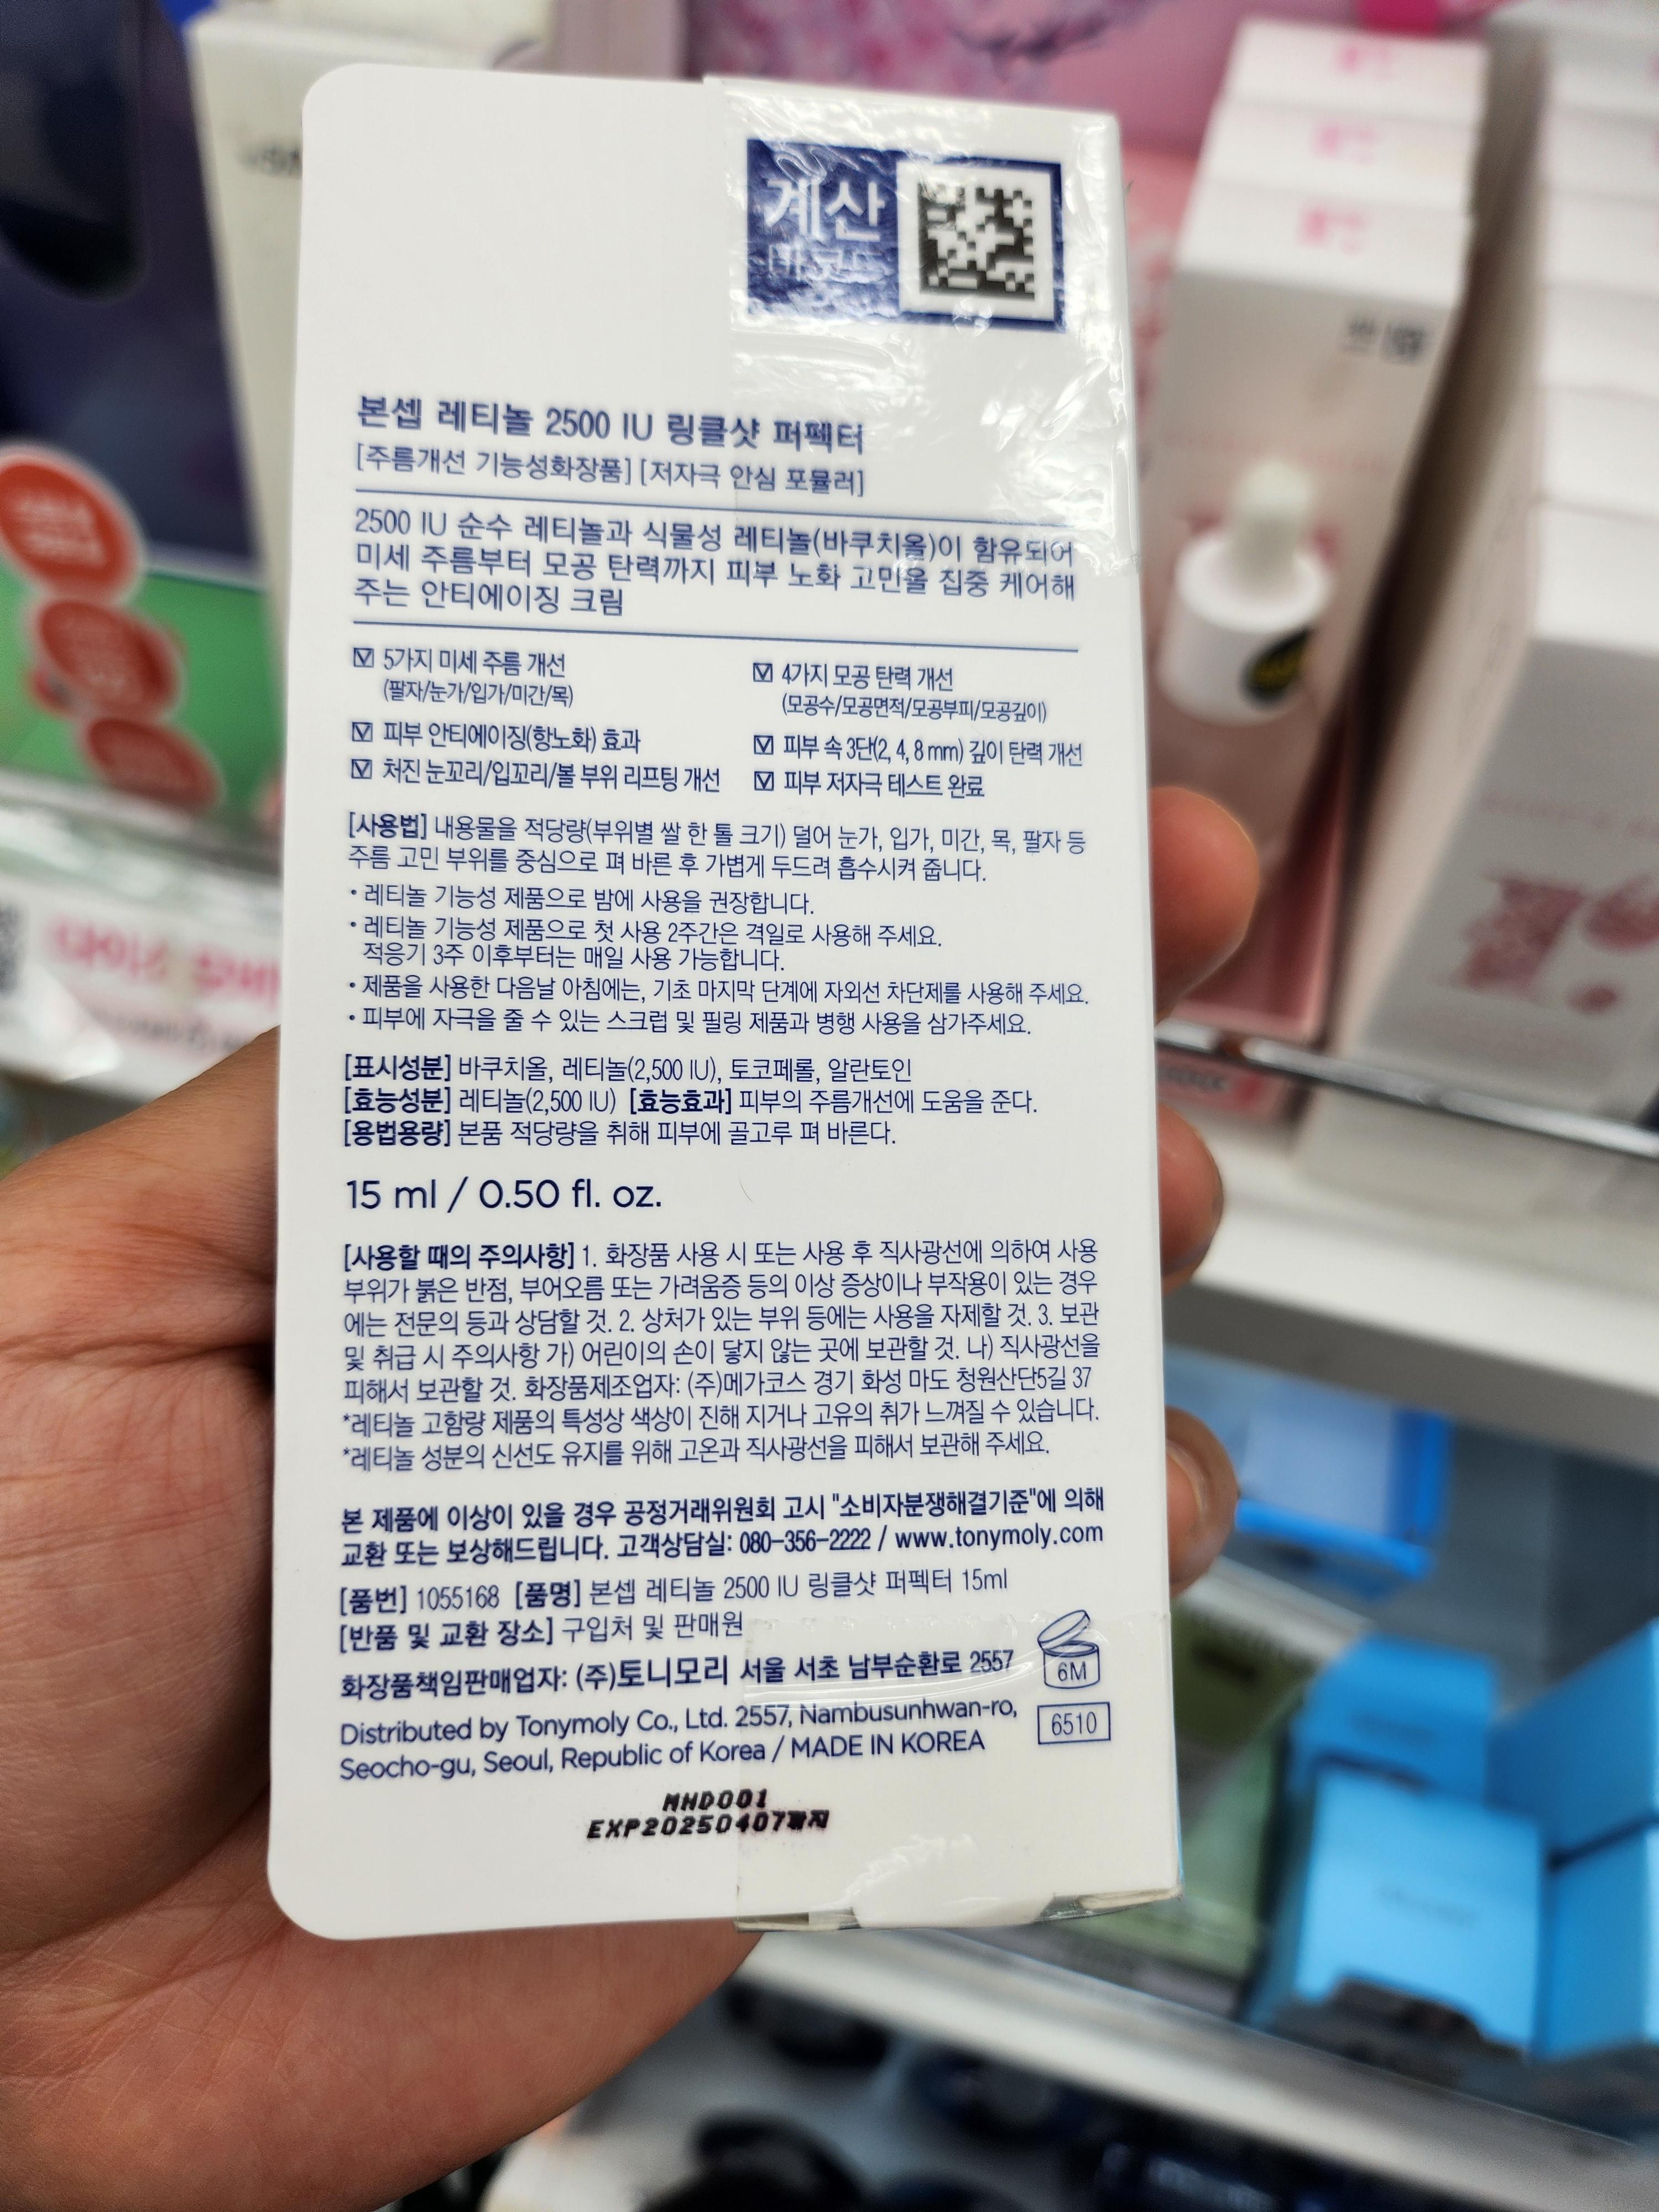 계산
바코드
본셉 레티놀 2500 IU 링클샷 퍼펙터
[주름개선 기능성화장품] [저자극 안심 포뮬러]
2500 IU 순수 레티놀과 식물성 레티놀(바쿠치올)이 함유되어
미세 주름부터 모공 탄력까지 피부 노화 고민을 집중 케어해
주는 안티에이징 크림
5가지 미세 주름 개선
(팔자/눈가/입가/미간/목)
4가지 모공 탄력 개선
(모공수/모공면적/모공부피/모공깊이)
피부 안티에이징(항노화) 효과
피부 속 3단(2, 4, 8 mm) 깊이 탄력 개선
처진 눈꼬리/입꼬리/볼 부위 리프팅 개선
피부 저자극 테스트 완료
[사용법] 내용물을 적당량(부위별 쌀 한 톨 크기) 덜어 눈가, 입가, 미간, 목, 팔자 등
주름 고민 부위를 중심으로 펴 바른 후 가볍게 두드려 흡수시켜 줍니다.
• 레티놀 기능성 제품으로 밤에 사용을 권장합니다.
• 레티놀 기능성 제품으로 첫 사용 2주간은 격일로 사용해 주세요.
적응기 3주 이후부터는 매일 사용 가능합니다.
• 제품을 사용한 다음날 아침에는, 기초 마지막 단계에 자외선 차단제를 사용해 주세요.
• 피부에 자극을 줄 수 있는 스크럽 및 필링 제품과 병행 사용을 삼가주세요.
[표시성분] 바쿠치올, 레티놀(2,500 IU), 토코페롤, 알란토인
[효능성분] 레티놀(2,500 IU) [효능효과] 피부의 주름개선에 도움을 준다.
[용법용량] 본품 적당량을 취해 피부에 골고루 펴 바른다.
15 ml / 0.50 fl. oz.
[사용할 때의 주의사항] 1. 화장품 사용 시 또는 사용 후 직사광선에 의하여 사용
부위가 붉은 반점, 부어오름 또는 가려움증 등의 이상 증상이나 부작용이 있는 경우
에는 전문의 등과 상담할 것. 2. 상처가 있는 부위 등에는 사용을 자제할 것. 3. 보관
및 취급 시 주의사항 가) 어린이의 손이 닿지 않는 곳에 보관할 것. 나) 직사광선을
피해서 보관할 것. 화장품제조업자: (주)메가코스 경기 화성 마도 청원산단5길 37
*레티놀 고함량 제품의 특성상 색상이 진해 지거나 고유의 취가 느껴질 수 있습니다.
*레티놀 성분의 신선도 유지를 위해 고온과 직사광선을 피해서 보관해 주세요.
본 제품에 이상이 있을 경우 공정거래위원회 고시 "소비자분쟁해결기준"에 의해
교환 또는 보상해드립니다. 고객상담실: 080-356-2222 / www.tonymoly.com
[품번] 1055168 [품명] 본셉 레티놀 2500 IU 링클샷 퍼펙터 15ml
[반품 및 교환 장소] 구입처 및 판매원
화장품책임판매업자: (주)토니모리 서울 서초 남부순환로 2557
6M
Distributed by Tonymoly Co., Ltd. 2557, Nambusunhwan-ro,
6510
Seocho-gu, Seoul, Republic of Korea / MADE IN KOREA
MHD001
EXP20250407까지